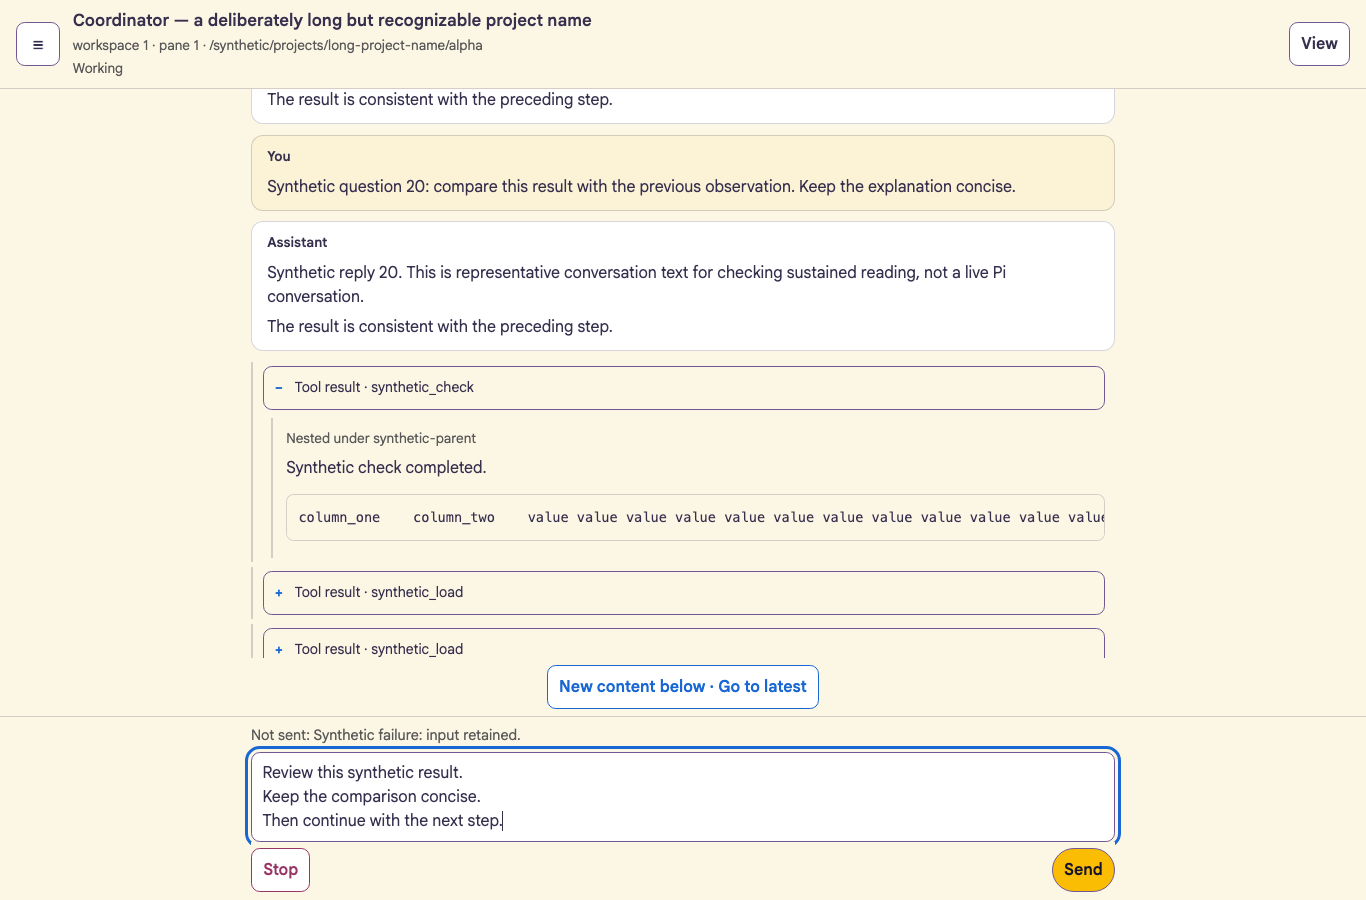 ≡
Coordinator — a deliberately long but recognizable project name
workspace 1 · pane 1 · /synthetic/projects/long-project-name/alpha
Working
View
The result is consistent with the preceding step.
You
Synthetic question 20: compare this result with the previous observation. Keep the explanation concise.
Assistant
Synthetic reply 20. This is representative conversation text for checking sustained reading, not a live Pi
conversation.
The result is consistent with the preceding step.
− Tool result · synthetic_check
Nested under synthetic-parent
Synthetic check completed.
column_one    column_two    value value value value value value value value value value value value
+ Tool result · synthetic_load
+ Tool result · synthetic_load
New content below · Go to latest
Not sent: Synthetic failure: input retained.
Review this synthetic result.
Keep the comparison concise.
Then continue with the next step.
Stop
Send